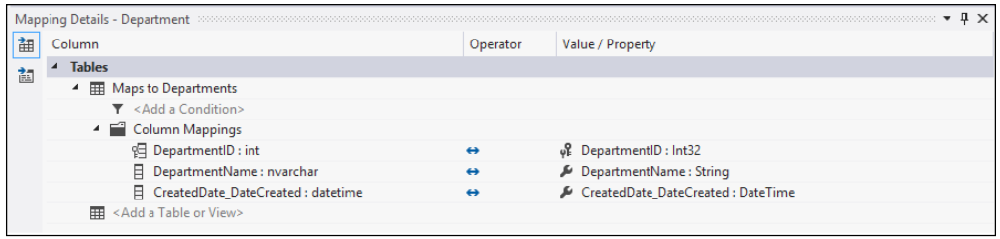 Mapping Details - Department
Column Operator Value / Property
Tables
Maps to Departments
<Add a Condition>
Column Mappings
DepartmentID : int DepartmentID : Int32
DepartmentName : nvarchar DepartmentName : String
CreatedDate_DateCreated : datetime CreatedDate_DateCreated : DateTime
<Add a Table or View>